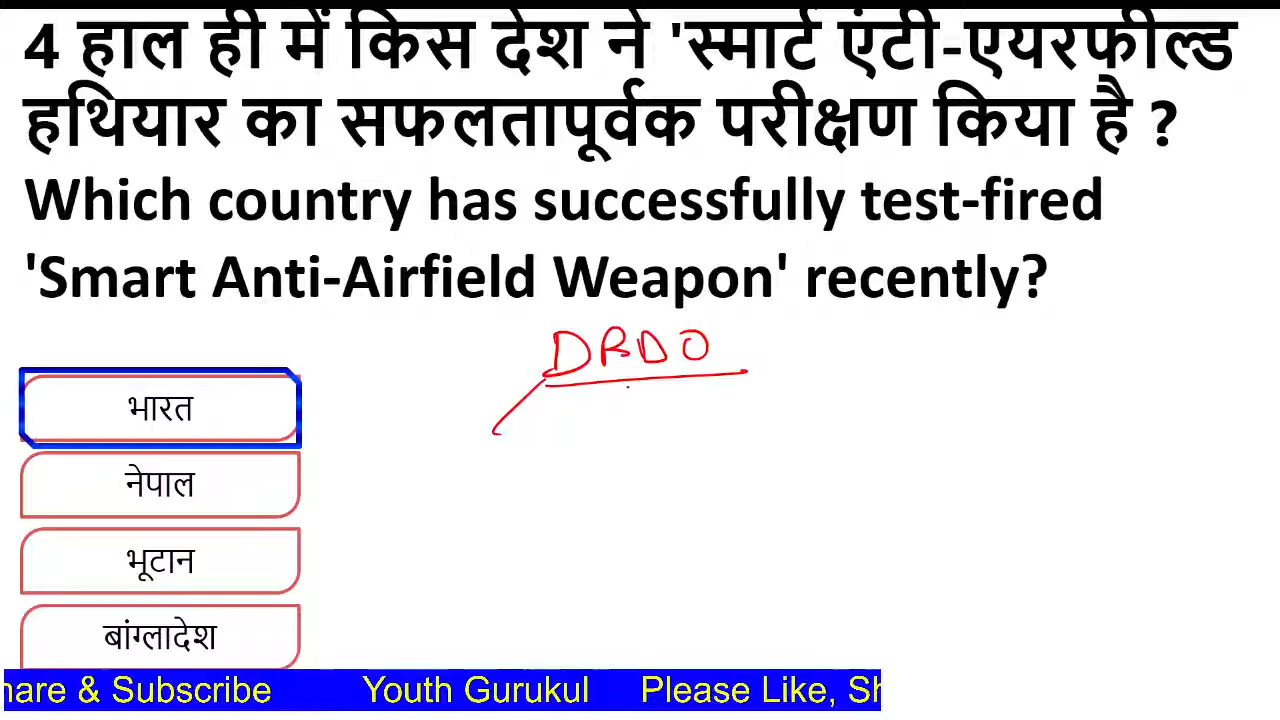 4 हाल ही में किस देश ने 'स्मार्ट एंटी-एयरफील्ड
हथियार का सफलतापूर्वक परीक्षण किया है ?
Which country has successfully test-fired
'Smart Anti-Airfield Weapon' recently?
DRDO
भारत
नेपाल
भूटान
बांग्लादेश
hare & Subscribe Youth Gurukul Please Like, Sh